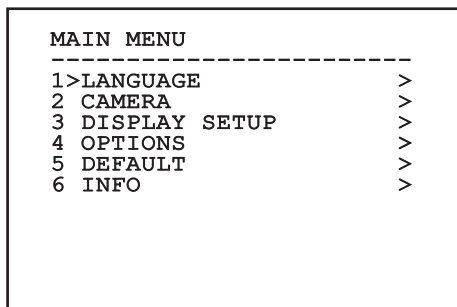 MAIN MENU
------------------------
1>LANGUAGE >
2 CAMERA >
3 DISPLAY SETUP >
4 OPTIONS >
5 DEFAULT >
6 INFO >